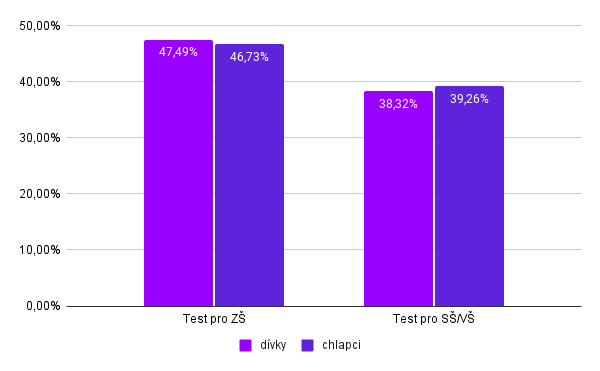 50,00%
40,00%
30,00%
20,00%
10,00%
0,00%
47,49%
46,73%
38,32%
39,26%
Test pro ZŠ
Test pro SŠ/VŠ
dívky
chlapci